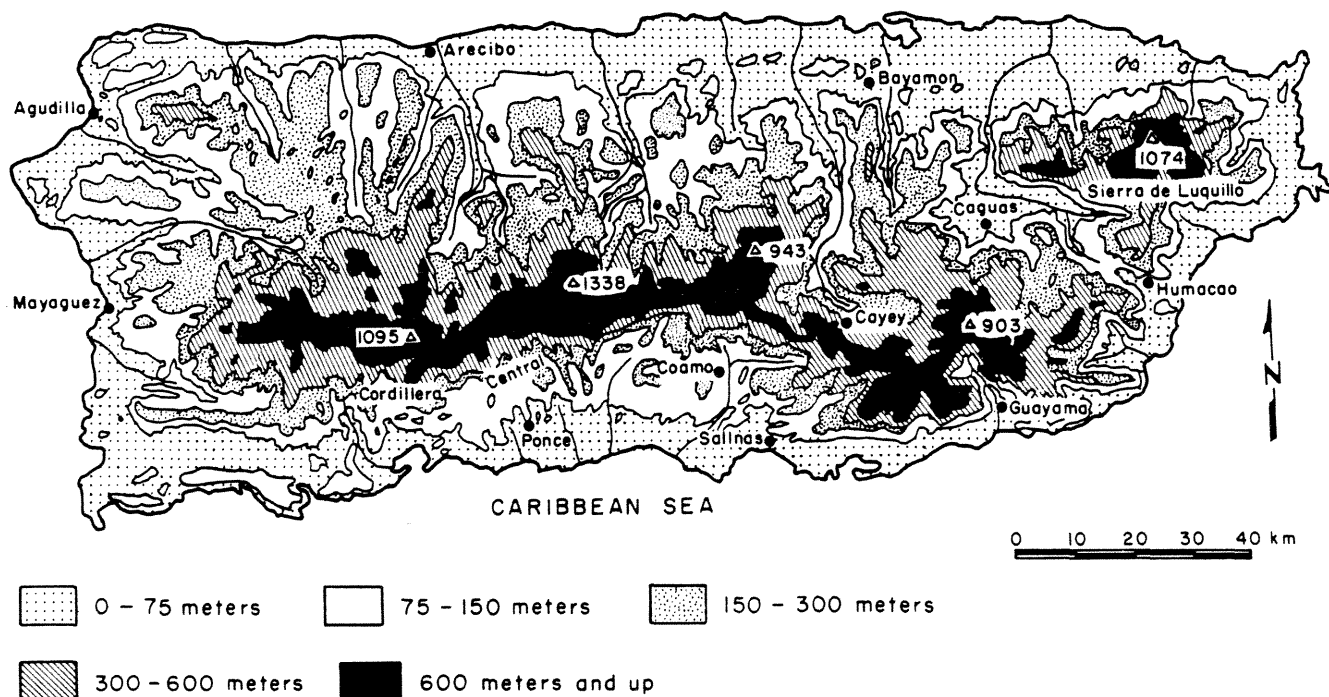 Arecibo
Bayamon
Agudilla
1074
Sierra de Luquillo
Caguas
943
1338
Humacao
Mayaguez
Cayey
903
1095
Central
Coamo
Cordillera
Guayama
N
Ponce
Salinas
CARIBBEAN SEA
0 10 20 30 40 km
0 – 75 meters
75 – 150 meters
150 – 300 meters
300 – 600 meters
600 meters and up